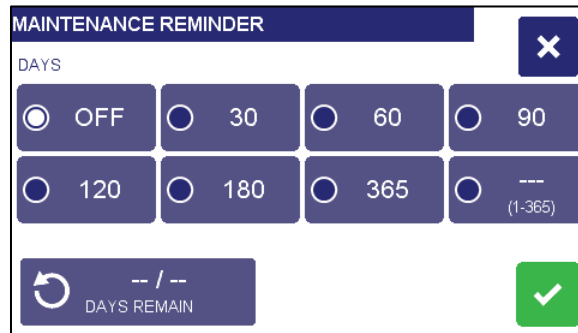 MAINTENANCE REMINDER
DAYS
OFF 30 60 90
120 180 365 ---
(1-365)
-- / --
DAYS REMAIN